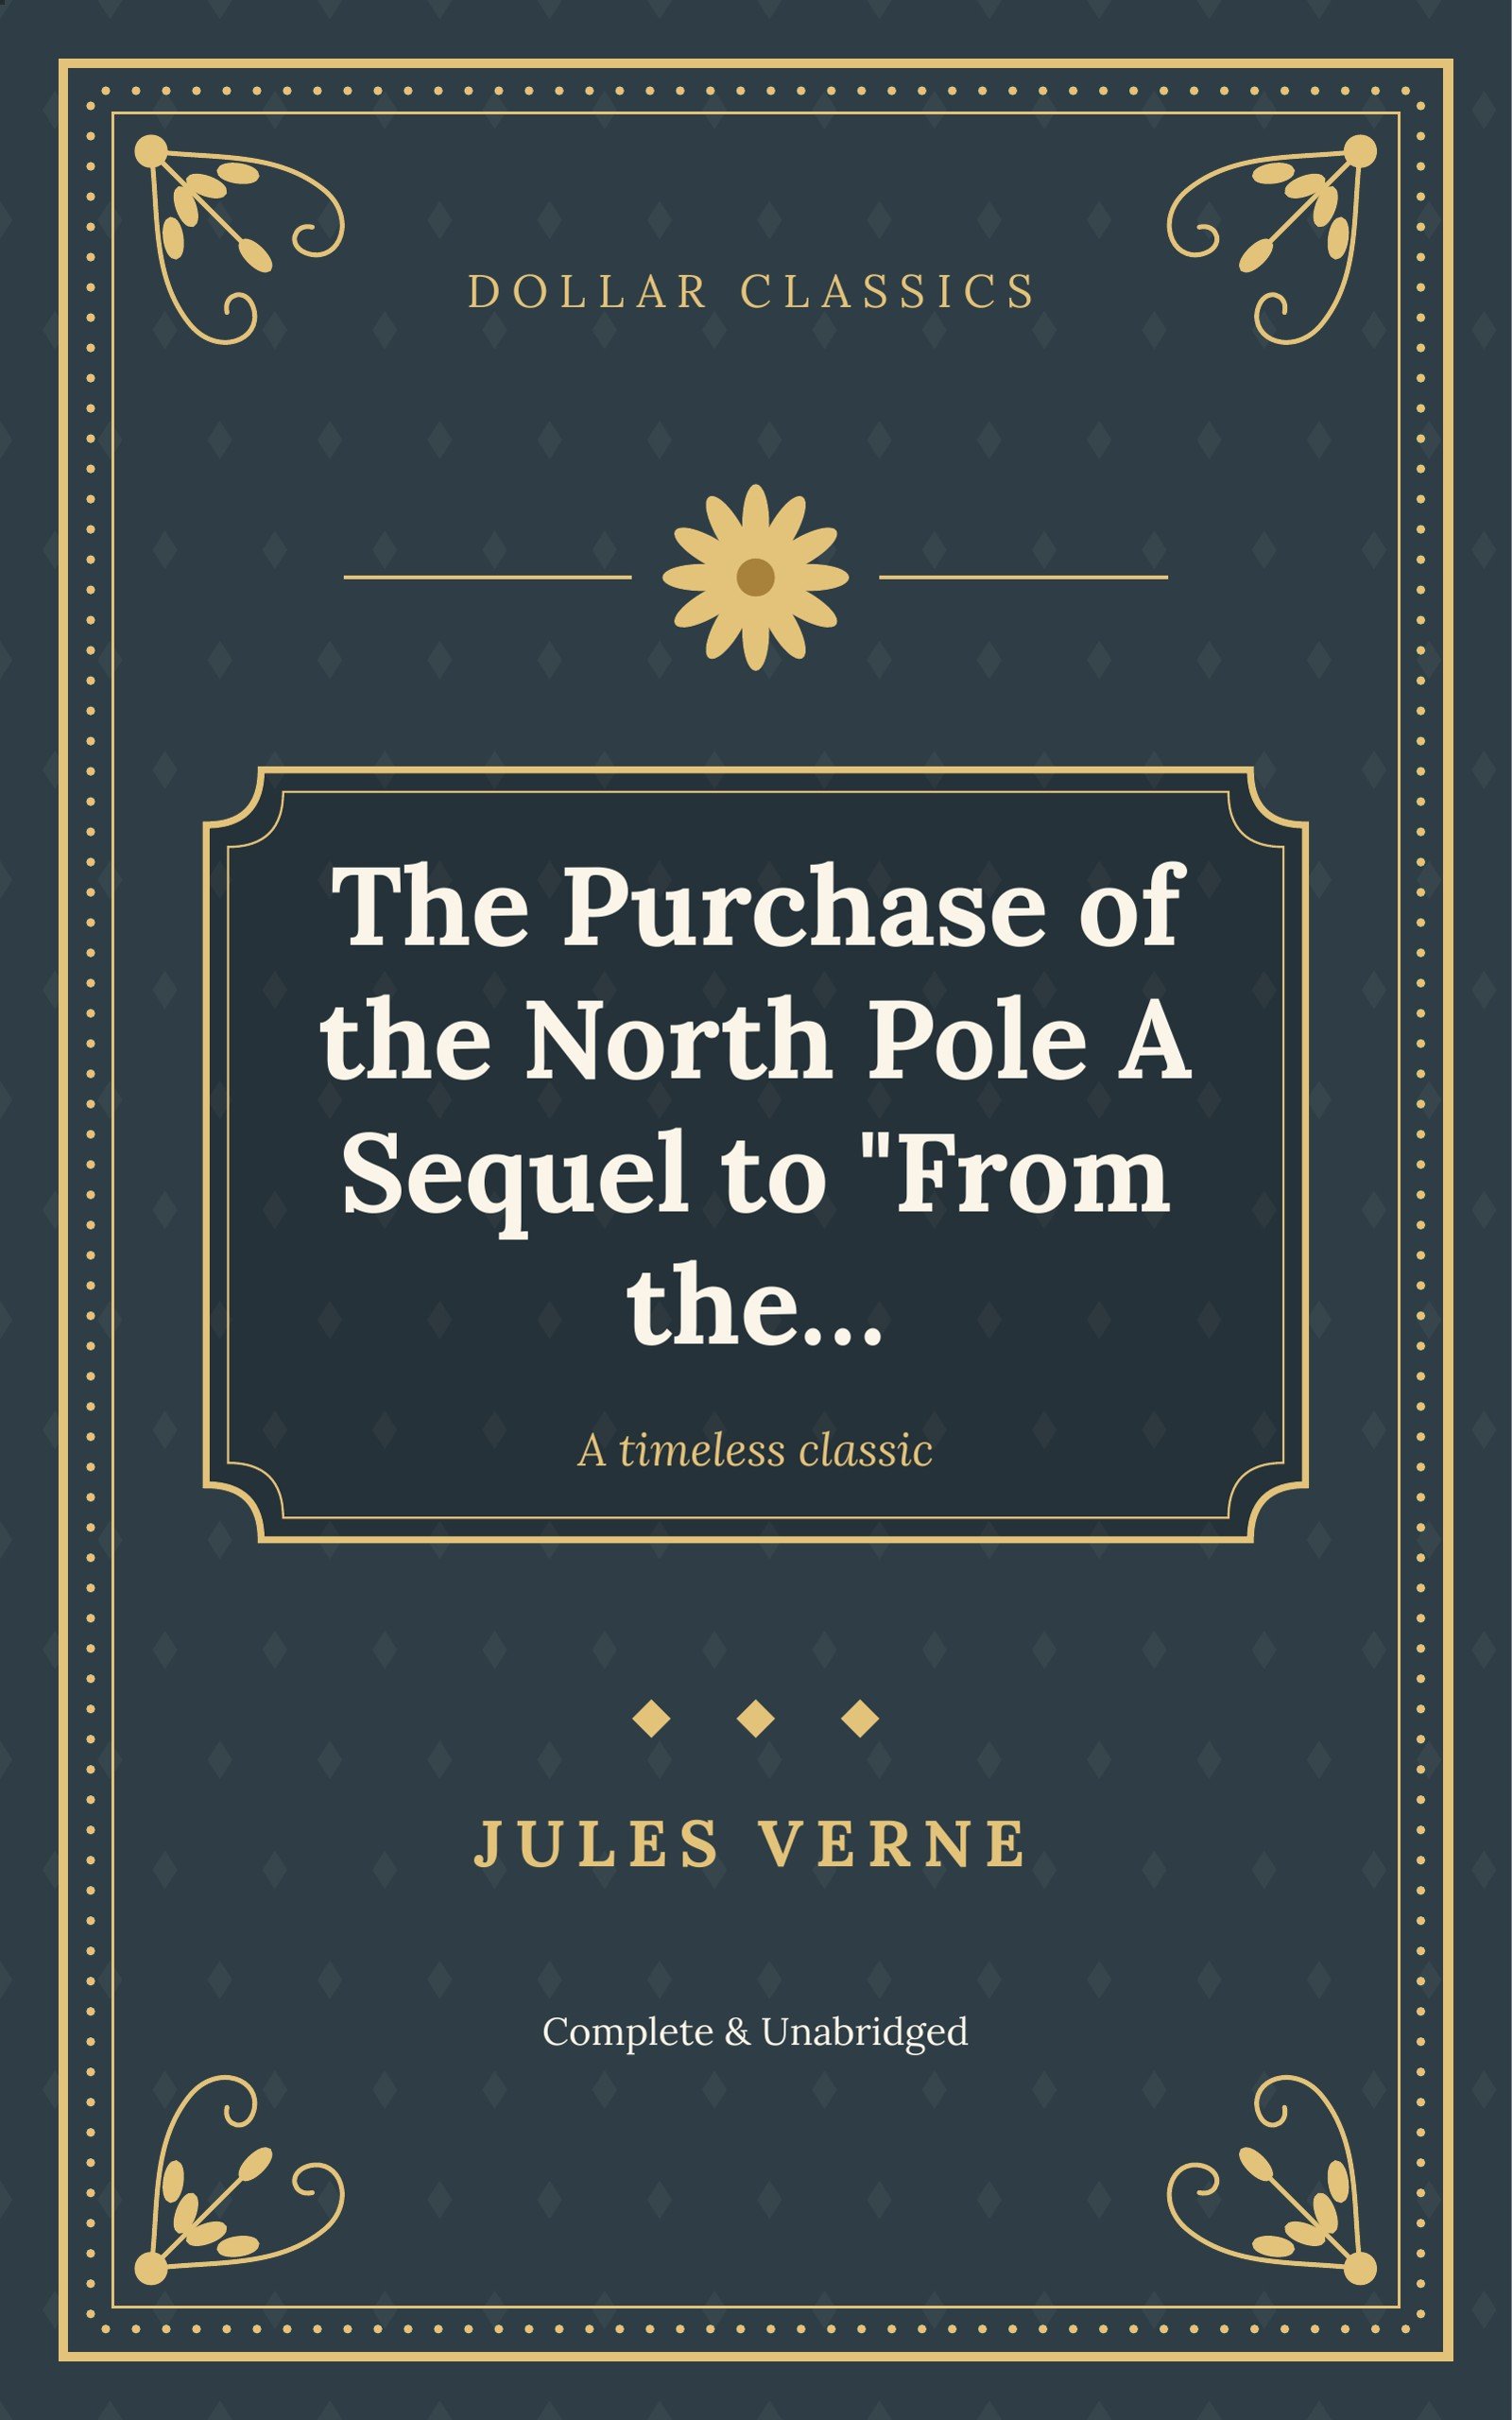 DOLLAR CLASSICS
The Purchase of
the North Pole A
Sequel to "From
the...
A timeless classic
JULES VERNE
Complete & Unabridged